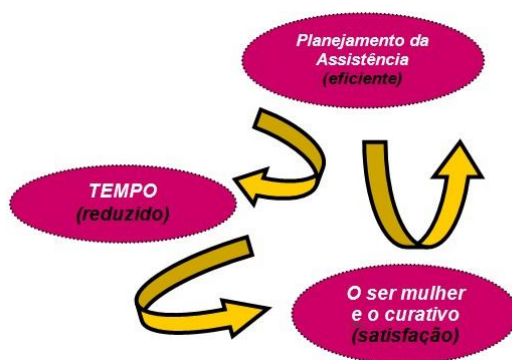 Planejamento da
Assistência
(eficiente)
TEMPO
(reduzido)
O ser mulher
e o curativo
(satisfação)